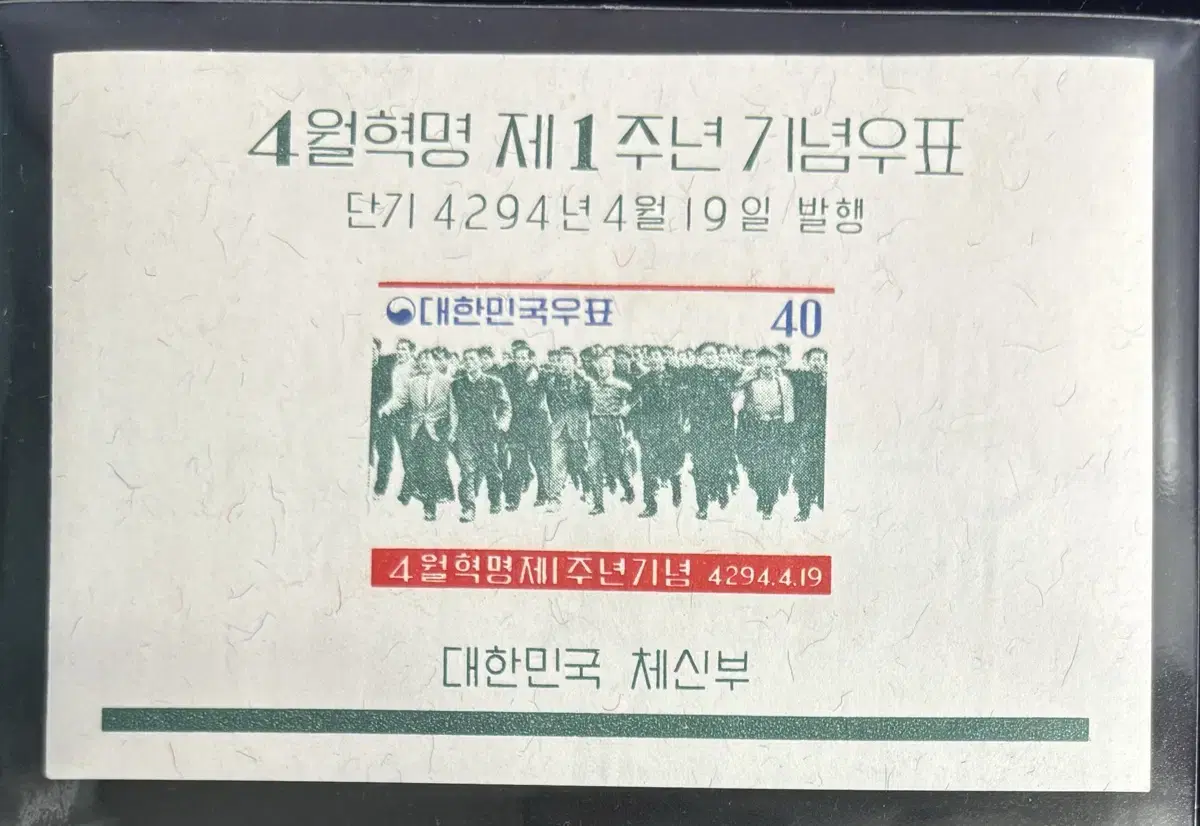 4월혁명 제1주년 기념우표
단기 4294년 4월 19일 발행
대한민국우표 40
4월혁명제1주년기념 4294.4.19
대한민국 체신부